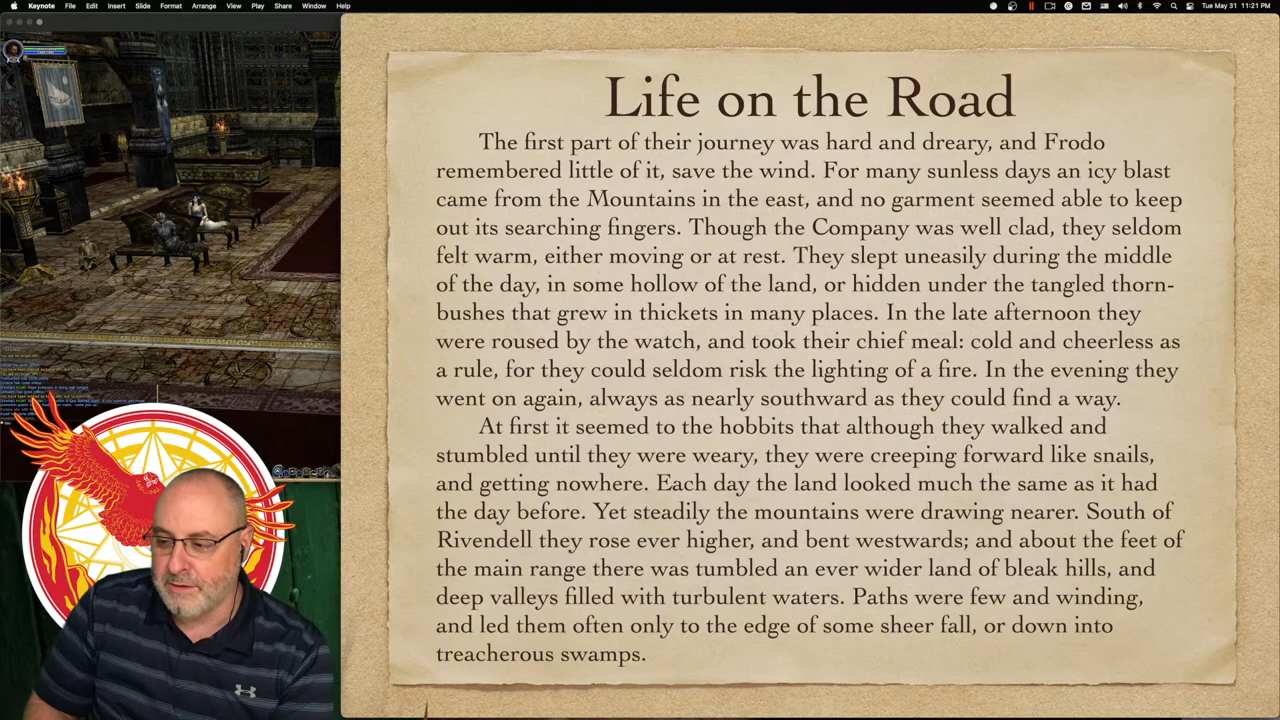 Keynote File Edit Insert Slide Format Arrange View Play Share Window Help
Tue May 31 11:21 PM
Life on the Road
The first part of their journey was hard and dreary, and Frodo
remembered little of it, save the wind. For many sunless days an icy blast
came from the Mountains in the east, and no garment seemed able to keep
out its searching fingers. Though the Company was well clad, they seldom
felt warm, either moving or at rest. They slept uneasily during the middle
of the day, in some hollow of the land, or hidden under the tangled thorn-
bushes that grew in thickets in many places. In the late afternoon they
were roused by the watch, and took their chief meal: cold and cheerless as
a rule, for they could seldom risk the lighting of a fire. In the evening they
went on again, always as nearly southward as they could find a way.
At first it seemed to the hobbits that although they walked and
stumbled until they were weary, they were creeping forward like snails,
and getting nowhere. Each day the land looked much the same as it had
the day before. Yet steadily the mountains were drawing nearer. South of
Rivendell they rose ever higher, and bent westwards; and about the feet of
the main range there was tumbled an ever wider land of bleak hills, and
deep valleys filled with turbulent waters. Paths were few and winding,
and led them often only to the edge of some sheer fall, or down into
treacherous swamps.